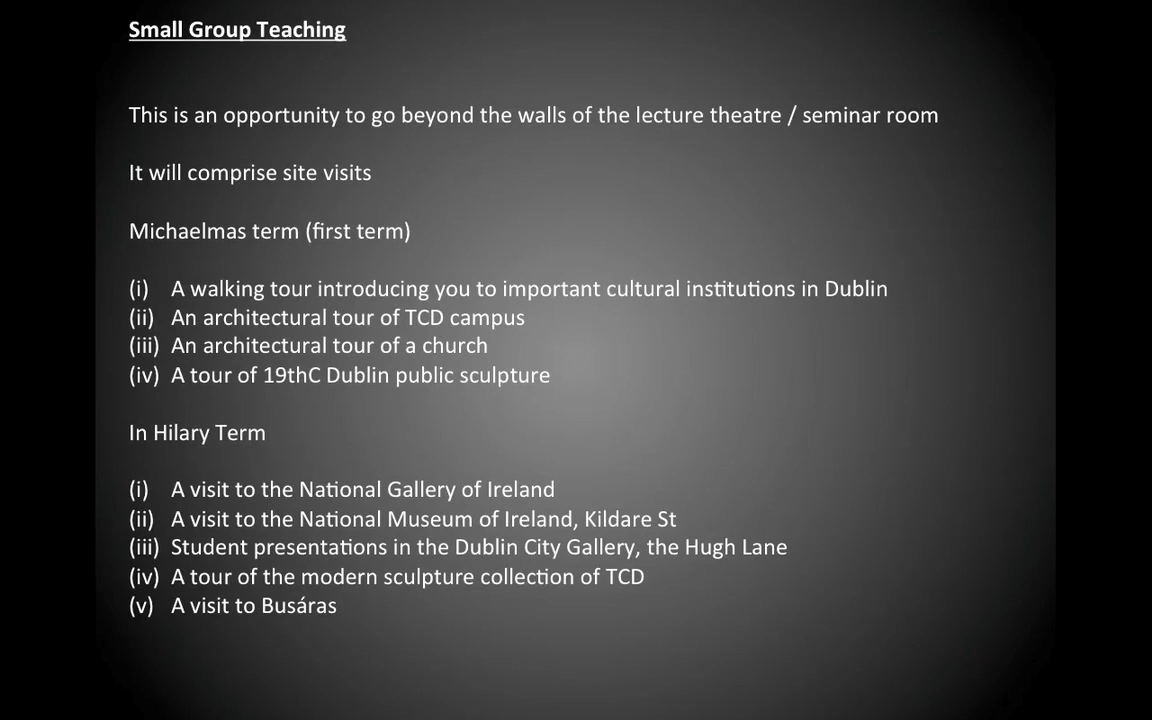 Small Group Teaching
This is an opportunity to go beyond the walls of the lecture theatre / seminar room
It will comprise site visits
Michaelmas term (first term)
(i) A walking tour introducing you to important cultural institutions in Dublin
(ii) An architectural tour of TCD campus
(iii) An architectural tour of a church
(iv) A tour of 19thC Dublin public sculpture
In Hilary Term
(i) A visit to the National Gallery of Ireland
(ii) A visit to the National Museum of Ireland, Kildare St
(iii) Student presentations in the Dublin City Gallery, the Hugh Lane
(iv) A tour of the modern sculpture collection of TCD
(v) A visit to Busáras